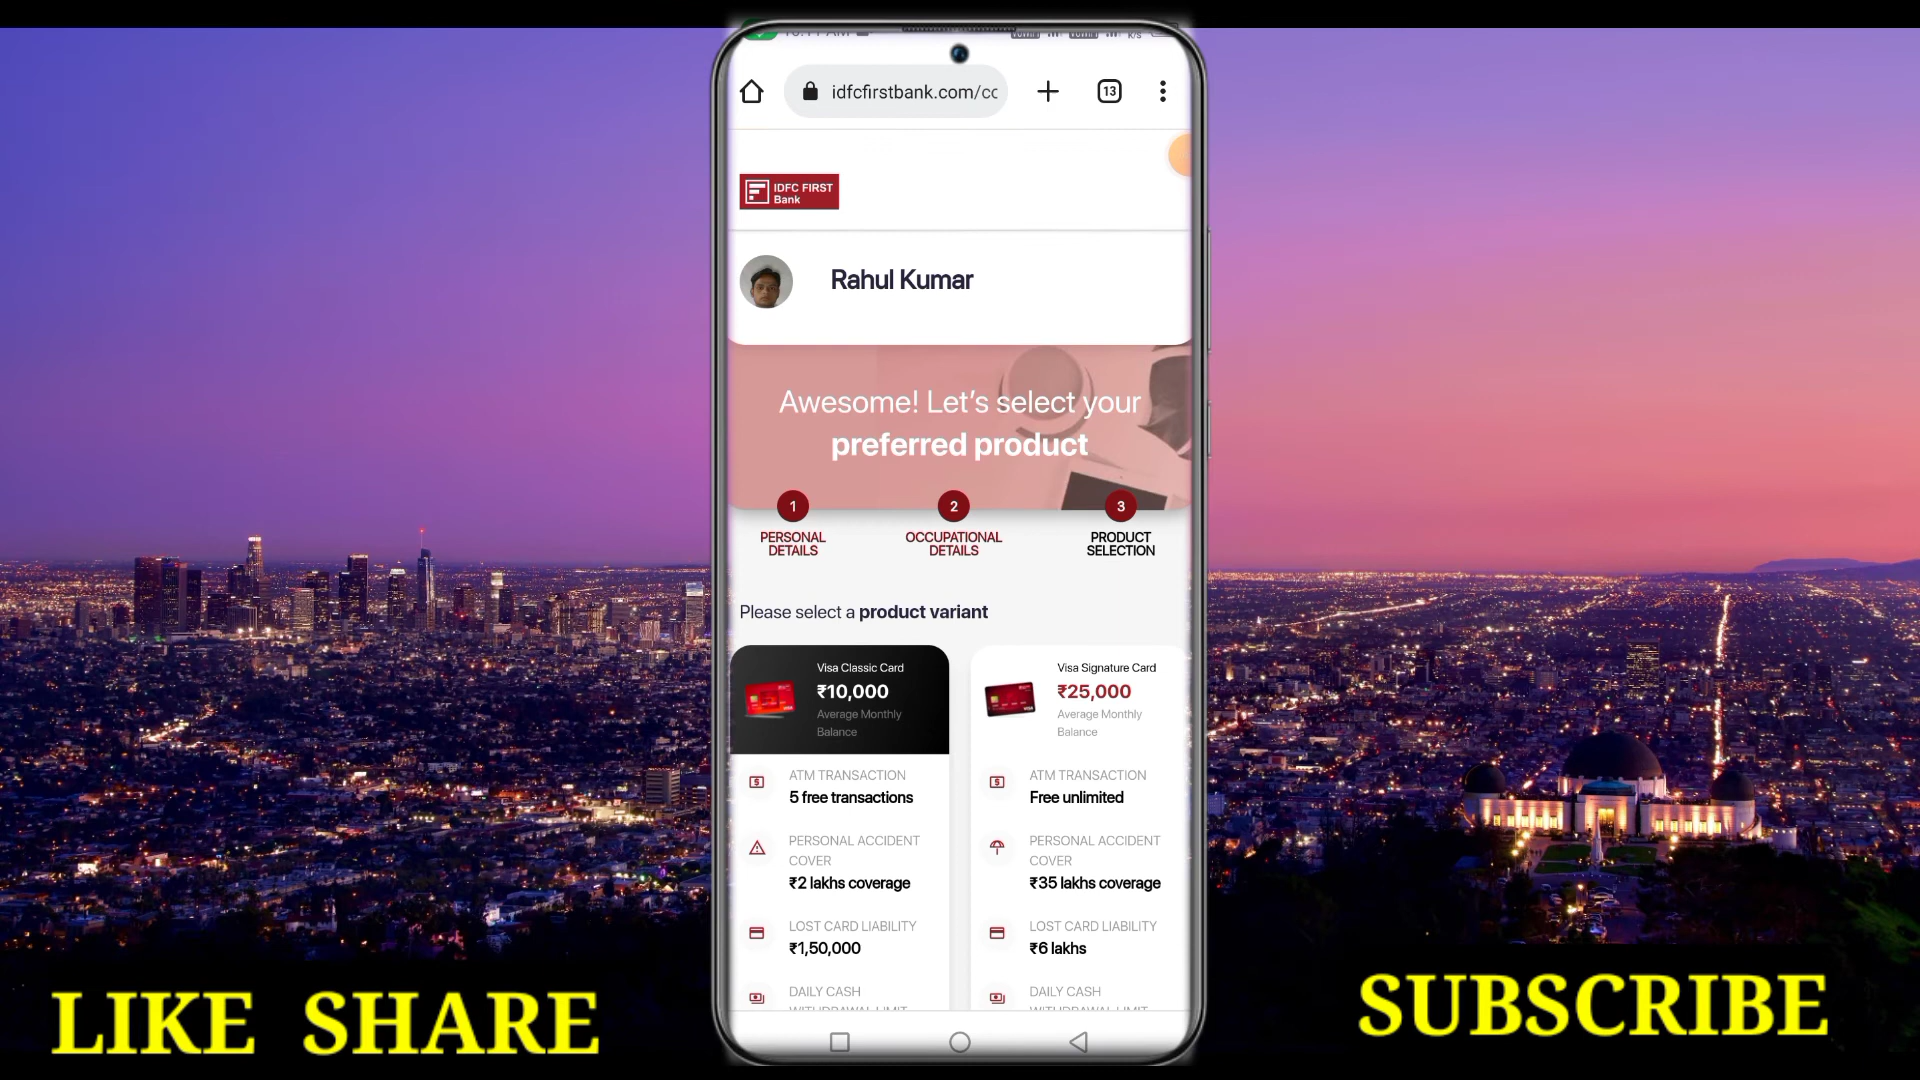 idfcfirstbank.com/cc
13
IDFC FIRST
Bank
Rahul Kumar
Awesome! Let's select your
preferred product
1
2
3
PERSONAL
DETAILS
OCCUPATIONAL
DETAILS
PRODUCT
SELECTION
Please select a product variant
Visa Classic Card
₹10,000
Average Monthly
Balance
ATM TRANSACTION
5 free transactions
PERSONAL ACCIDENT
COVER
₹2 lakhs coverage
LOST CARD LIABILITY
₹1,50,000
DAILY CASH
WITHDRAWAL LIMIT
Visa Signature Card
₹25,000
Average Monthly
Balance
ATM TRANSACTION
Free unlimited
PERSONAL ACCIDENT
COVER
₹35 lakhs coverage
LOST CARD LIABILITY
₹6 lakhs
DAILY CASH
WITHDRAWAL LIMIT
LIKE SHARE
SUBSCRIBE